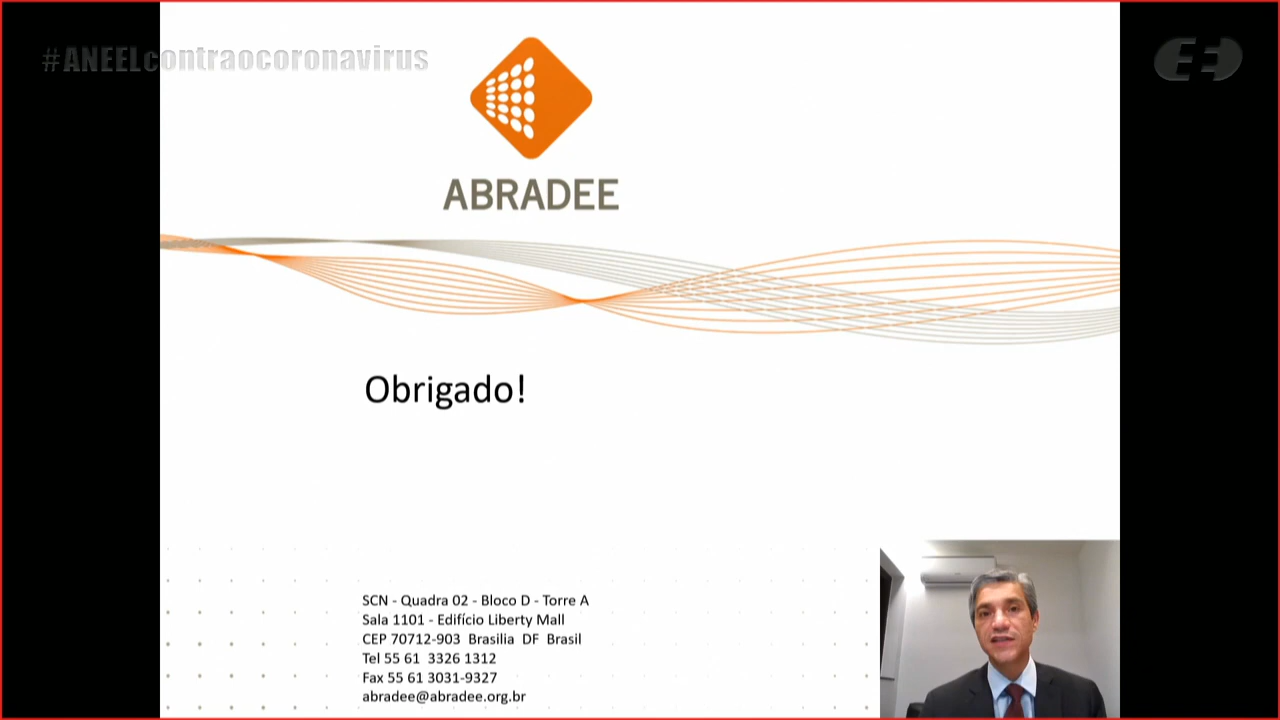 #ANEELcontraocoronavirus
ABRADEE
Obrigado!
SCN - Quadra 02 - Bloco D - Torre A
Sala 1101 - Edifício Liberty Mall
CEP 70712-903 Brasilia DF Brasil
Tel 55 61 3326 1312
Fax 55 61 3031-9327
abradee@abradee.org.br